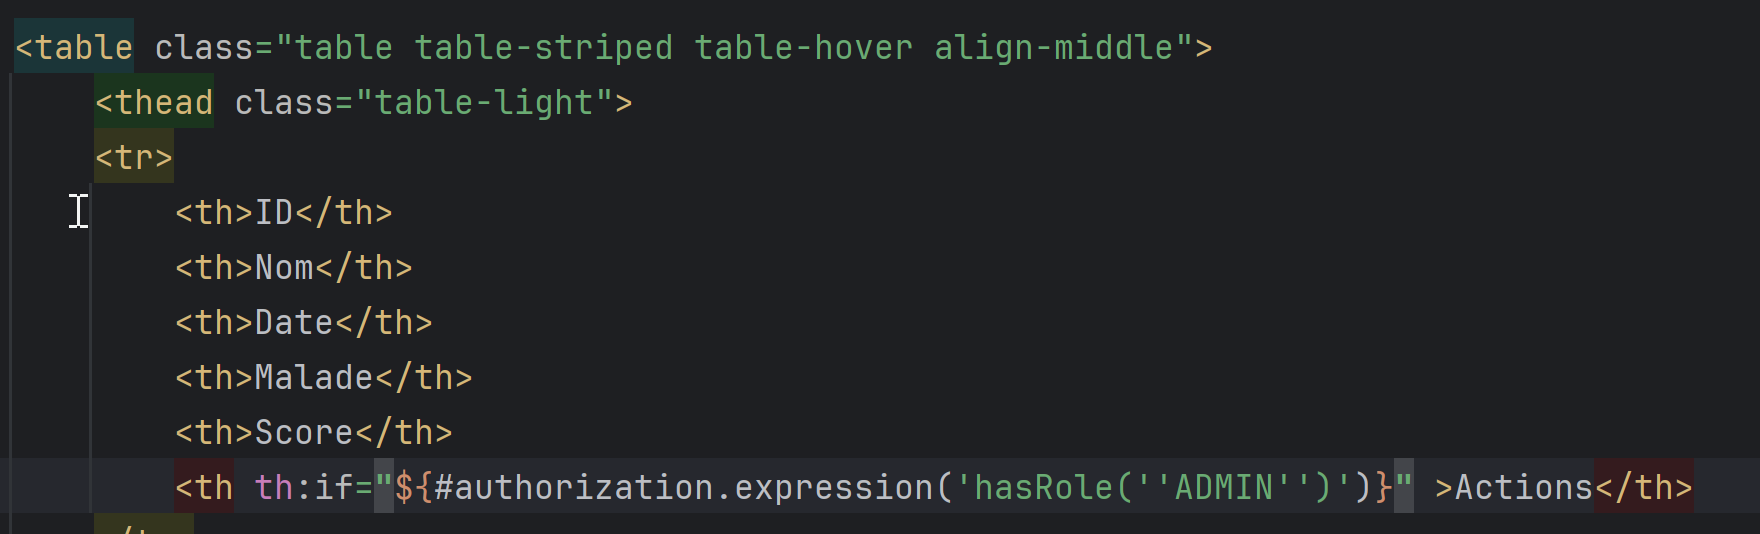 <table class="table table-striped table-hover align-middle">
<thead class="table-light">
<tr>
<th>ID</th>
<th>Nom</th>
<th>Date</th>
<th>Malade</th>
<th>Score</th>
<th th:if="${#authorization.expression('hasRole(''ADMIN'')')}" >Actions</th>